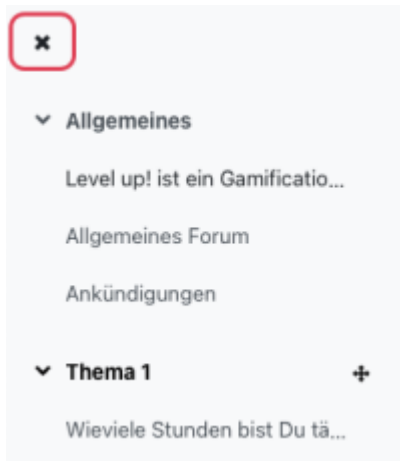 Allgemeines
Level up! ist ein Gamificatio...
Allgemeines Forum
Ankündigungen
Thema 1
Wieviele Stunden bist Du tä...